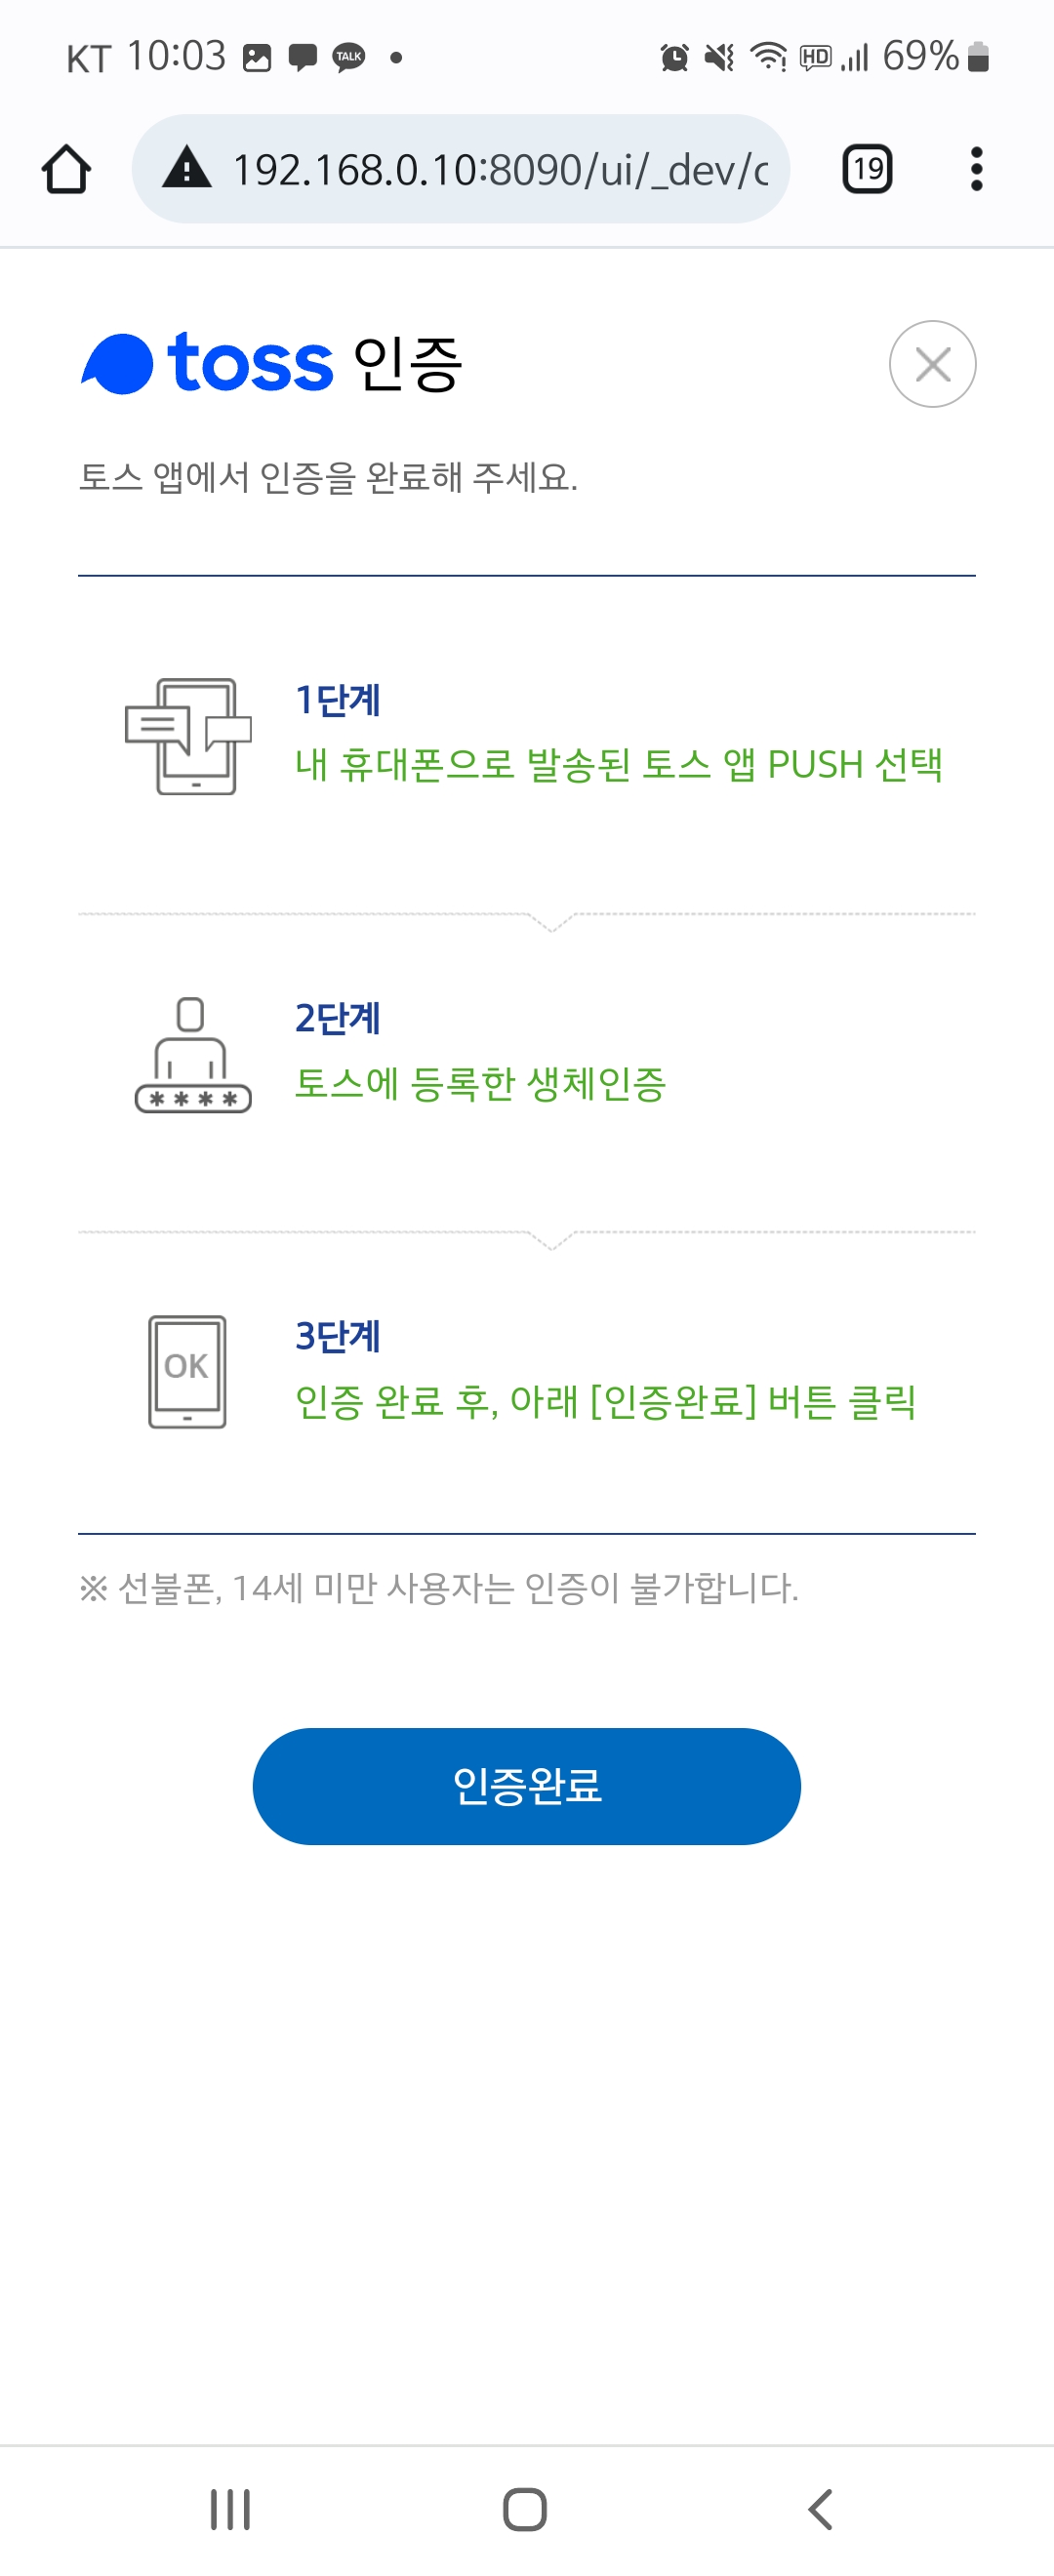 KT 10:03 TALK HD 69%
192.168.0.10:8090/ui/_dev/c
19
toss 인증
토스 앱에서 인증을 완료해 주세요.
1단계
내 휴대폰으로 발송된 토스 앱 PUSH 선택
2단계
토스에 등록한 생체인증
****
3단계
OK
인증 완료 후, 아래 [인증완료] 버튼 클릭
※ 선불폰, 14세 미만 사용자는 인증이 불가합니다.
인증완료